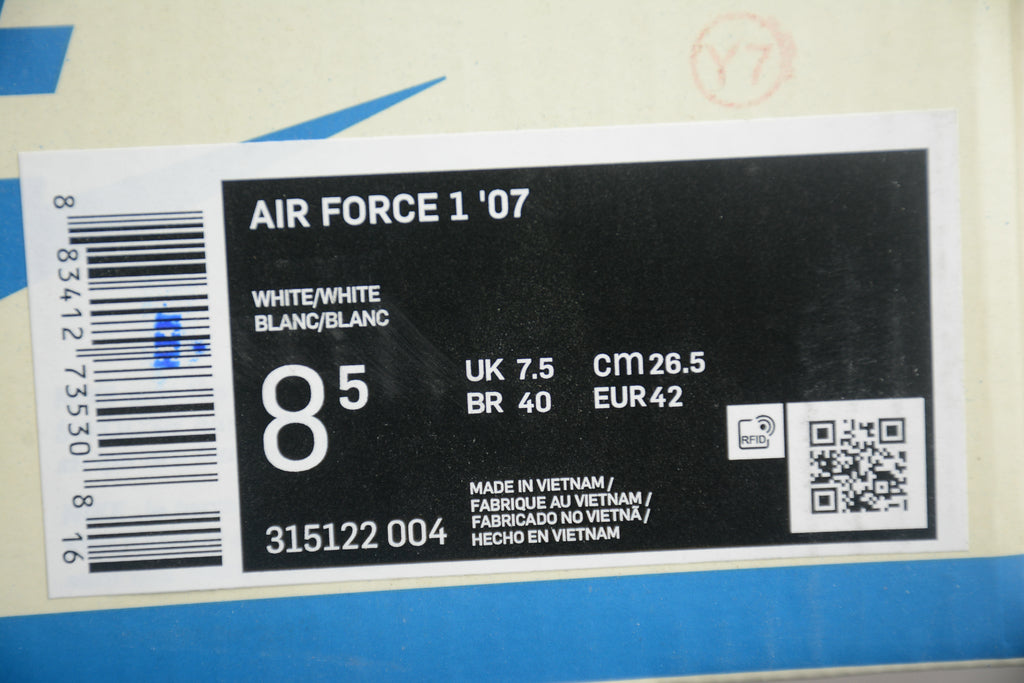 Y7
AIR FORCE 1 '07
WHITE/WHITE
BLANC/BLANC
8 5
UK 7.5 CM 26.5
BR 40 EUR 42
RFID
MADE IN VIETNAM /
FABRIQUE AU VIETNAM /
FABRICADO NO VIETNÃ /
HECHO EN VIETNAM
315122 004
8 83412 73530 8 16